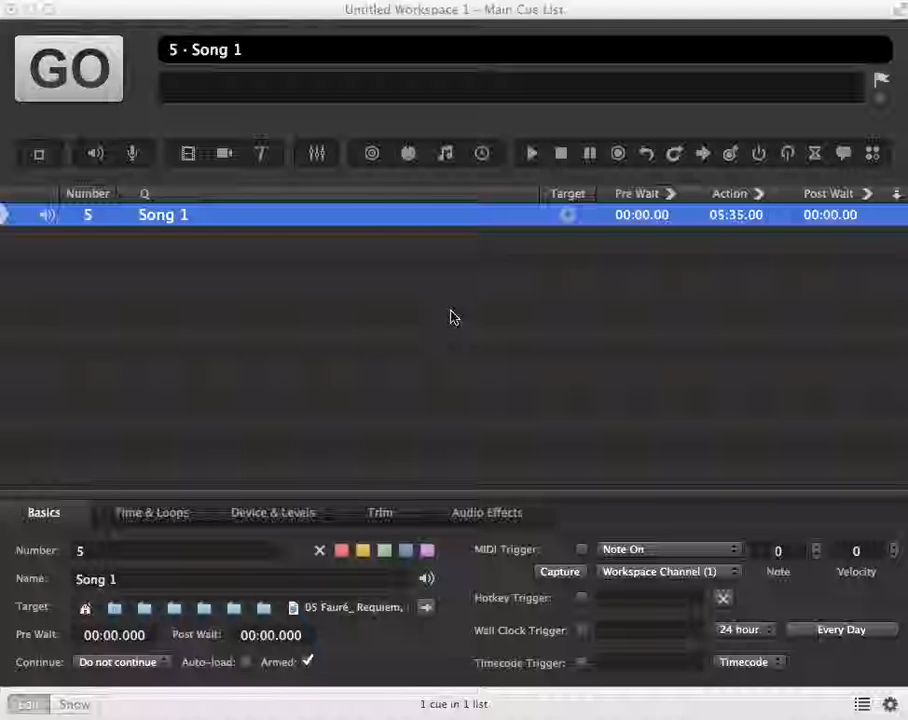 Untitled Workspace 1 – Main Cue List
GO
5 · Song 1
Number Q Target Pre Wait Action Post Wait
5 Song 1 00:00.00 05:35.00 00:00.00
Basics Time & Loops Device & Levels Trim Audio Effects
Number: 5
MIDI Trigger: Note On 0 0
Capture Workspace Channel (1) Note Velocity
Name: Song 1
Hotkey Trigger:
Target: 05 Fauré_ Requiem,
Wall Clock Trigger: 24 hour Every Day
Pre Wait: 00:00.000 Post Wait: 00:00.000
Continue: Do not continue Auto-load: Armed:
Timecode Trigger: Timecode
Edit Show 1 cue in 1 list